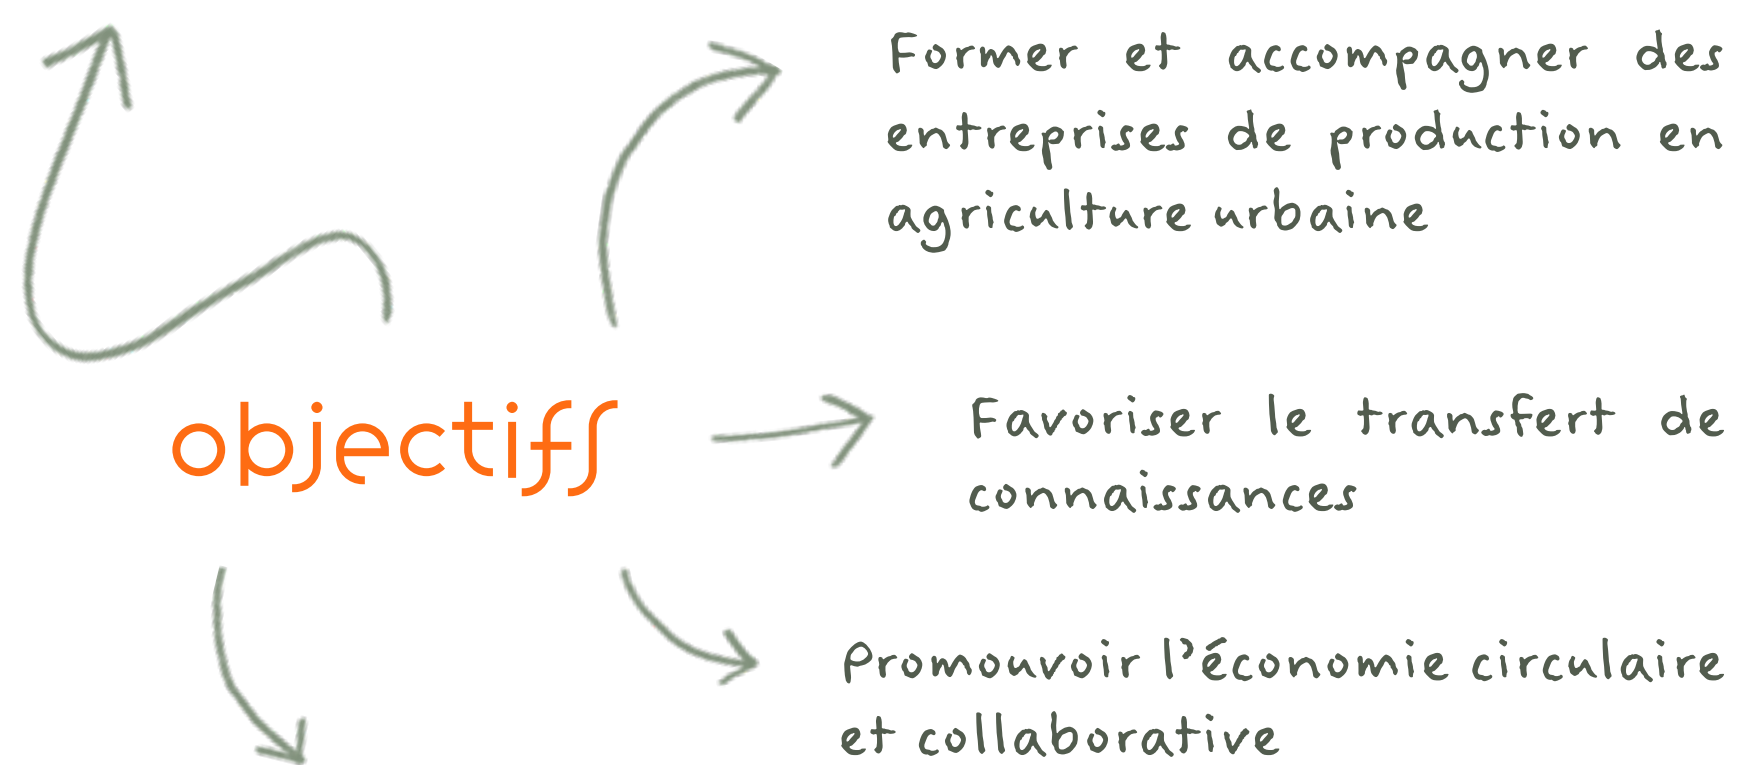 Former et accompagner des
entreprises de production en
agriculture urbaine
objectifs
Favoriser le transfert de
connaissances
Promouvoir l'économie circulaire
et collaborative